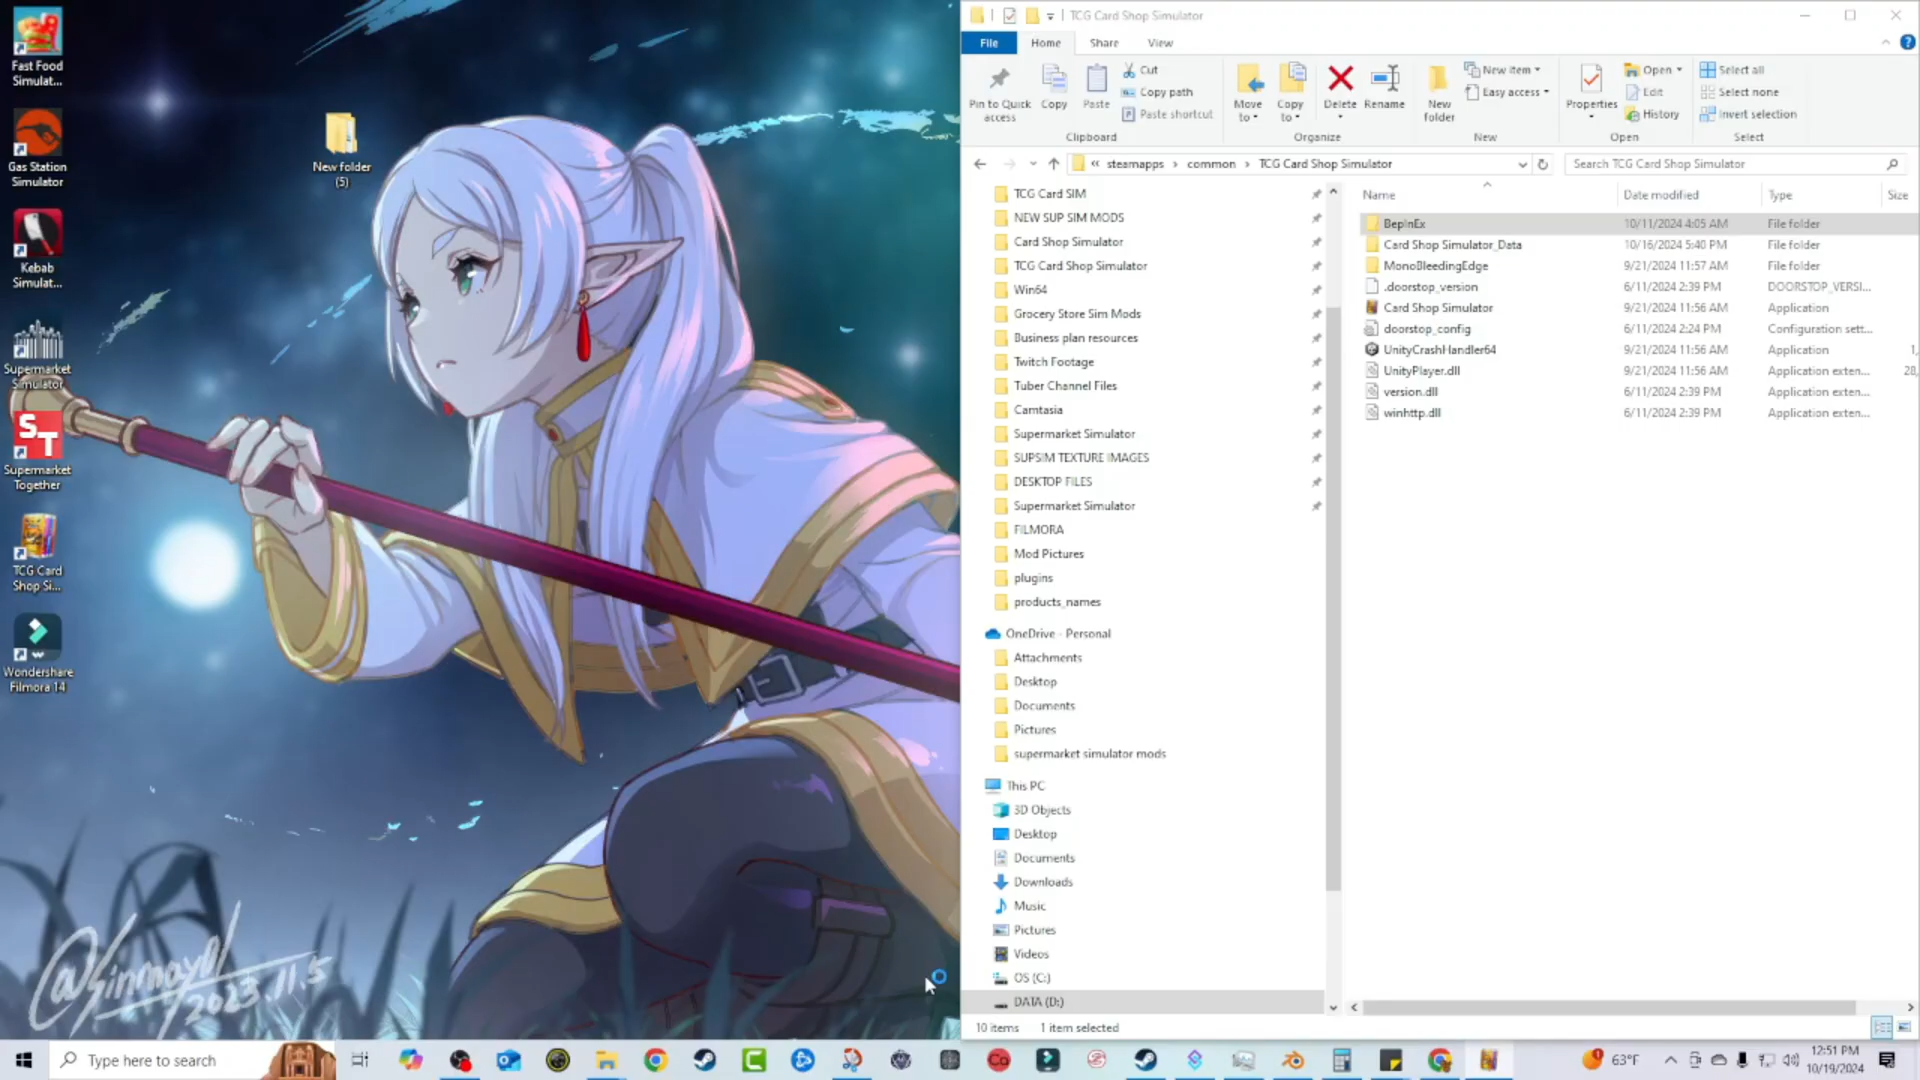 Fast Food
Simulat...
Gas Station
Simulator
Kebab
Simulat...
Supermarket
Simulator
ST
Supermarket
Together
TCG Card
Shop Si...
Wondershare
Filmora 14
New folder
(5)
2023.11.5
TCG Card Shop Simulator
File
Home
Share
View
Pin to Quick
access
Copy
Paste
Cut
Copy path
Paste shortcut
Clipboard
Move
to
Copy
to
Delete
Rename
Organize
New
folder
New item
Easy access
New
Properties
Open
Edit
History
Open
Select all
Select none
Invert selection
Select
« steamapps › common › TCG Card Shop Simulator
Search TCG Card Shop Simulator
TCG Card SIM
NEW SUP SIM MODS
Card Shop Simulator
TCG Card Shop Simulator
Win64
Grocery Store Sim Mods
Business plan resources
Twitch Footage
Tuber Channel Files
Camtasia
Supermarket Simulator
SUPSIM TEXTURE IMAGES
DESKTOP FILES
Supermarket Simulator
FILMORA
Mod Pictures
plugins
products_names
OneDrive - Personal
Attachments
Desktop
Documents
Pictures
supermarket simulator mods
This PC
3D Objects
Desktop
Documents
Downloads
Music
Pictures
Videos
OS (C:)
DATA (D:)
Name Date modified Type Size
BepInEx 10/11/2024 4:05 AM File folder
Card Shop Simulator_Data 10/16/2024 5:40 PM File folder
MonoBleedingEdge 9/21/2024 11:57 AM File folder
.doorstop_version 6/11/2024 2:39 PM DOORSTOP_VERSI...
Card Shop Simulator 9/21/2024 11:56 AM Application
doorstop_config 6/11/2024 2:24 PM Configuration sett...
UnityCrashHandler64 9/21/2024 11:56 AM Application 1,
UnityPlayer.dll 9/21/2024 11:56 AM Application exten... 28,
version.dll 6/11/2024 2:39 PM Application exten...
winhttp.dll 6/11/2024 2:39 PM Application exten...
10 items 1 item selected
Type here to search
63°F
12:51 PM
10/19/2024